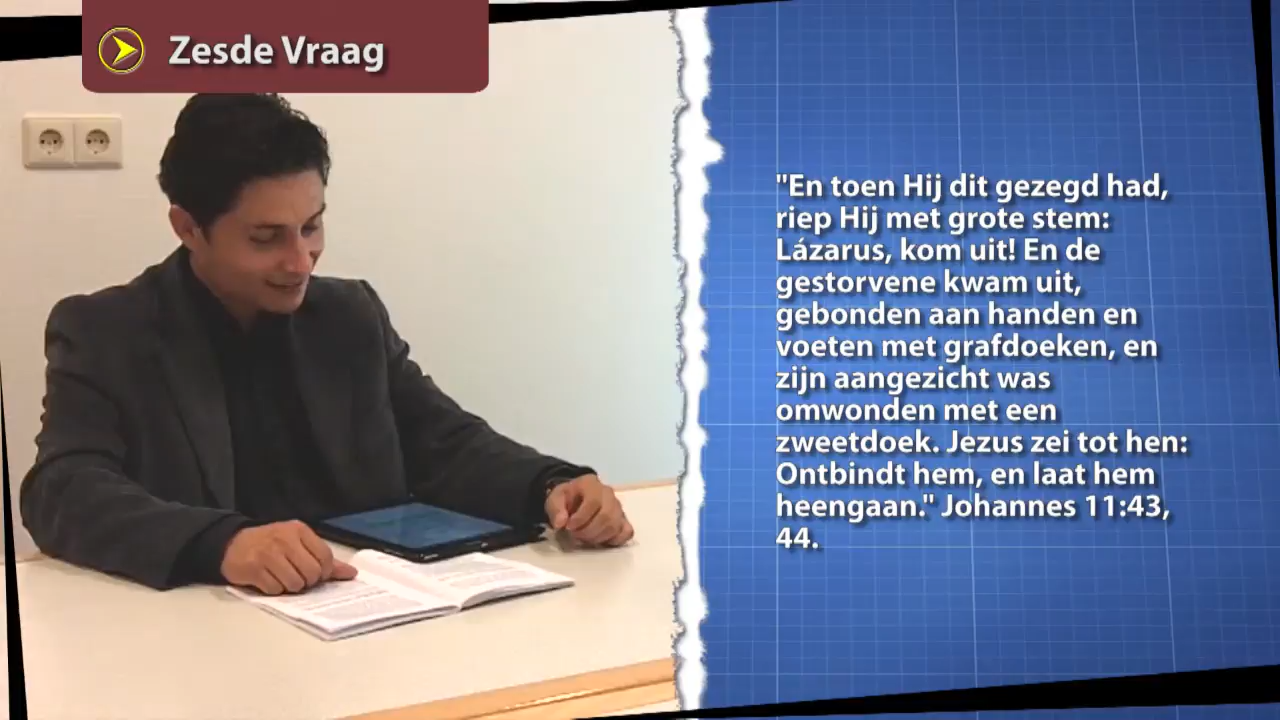 Zesde Vraag
"En toen Hij dit gezegd had,
riep Hij met grote stem:
Lázarus, kom uit! En de
gestorvene kwam uit,
gebonden aan handen en
voeten met grafdoeken, en
zijn aangezicht was
omwonden met een
zweetdoek. Jezus zei tot hen:
Ontbindt hem, en laat hem
heengaan." Johannes 11:43,
44.